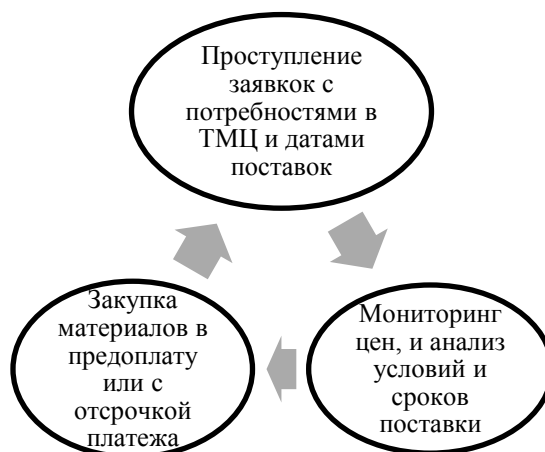 Проступление
заявкок с
потребностями в
ТМЦ и датами
поставок
Закупка
материалов в
предоплату
или с
отсрочкой
платежа
Мониторинг
цен, и анализ
условий и
сроков
поставки